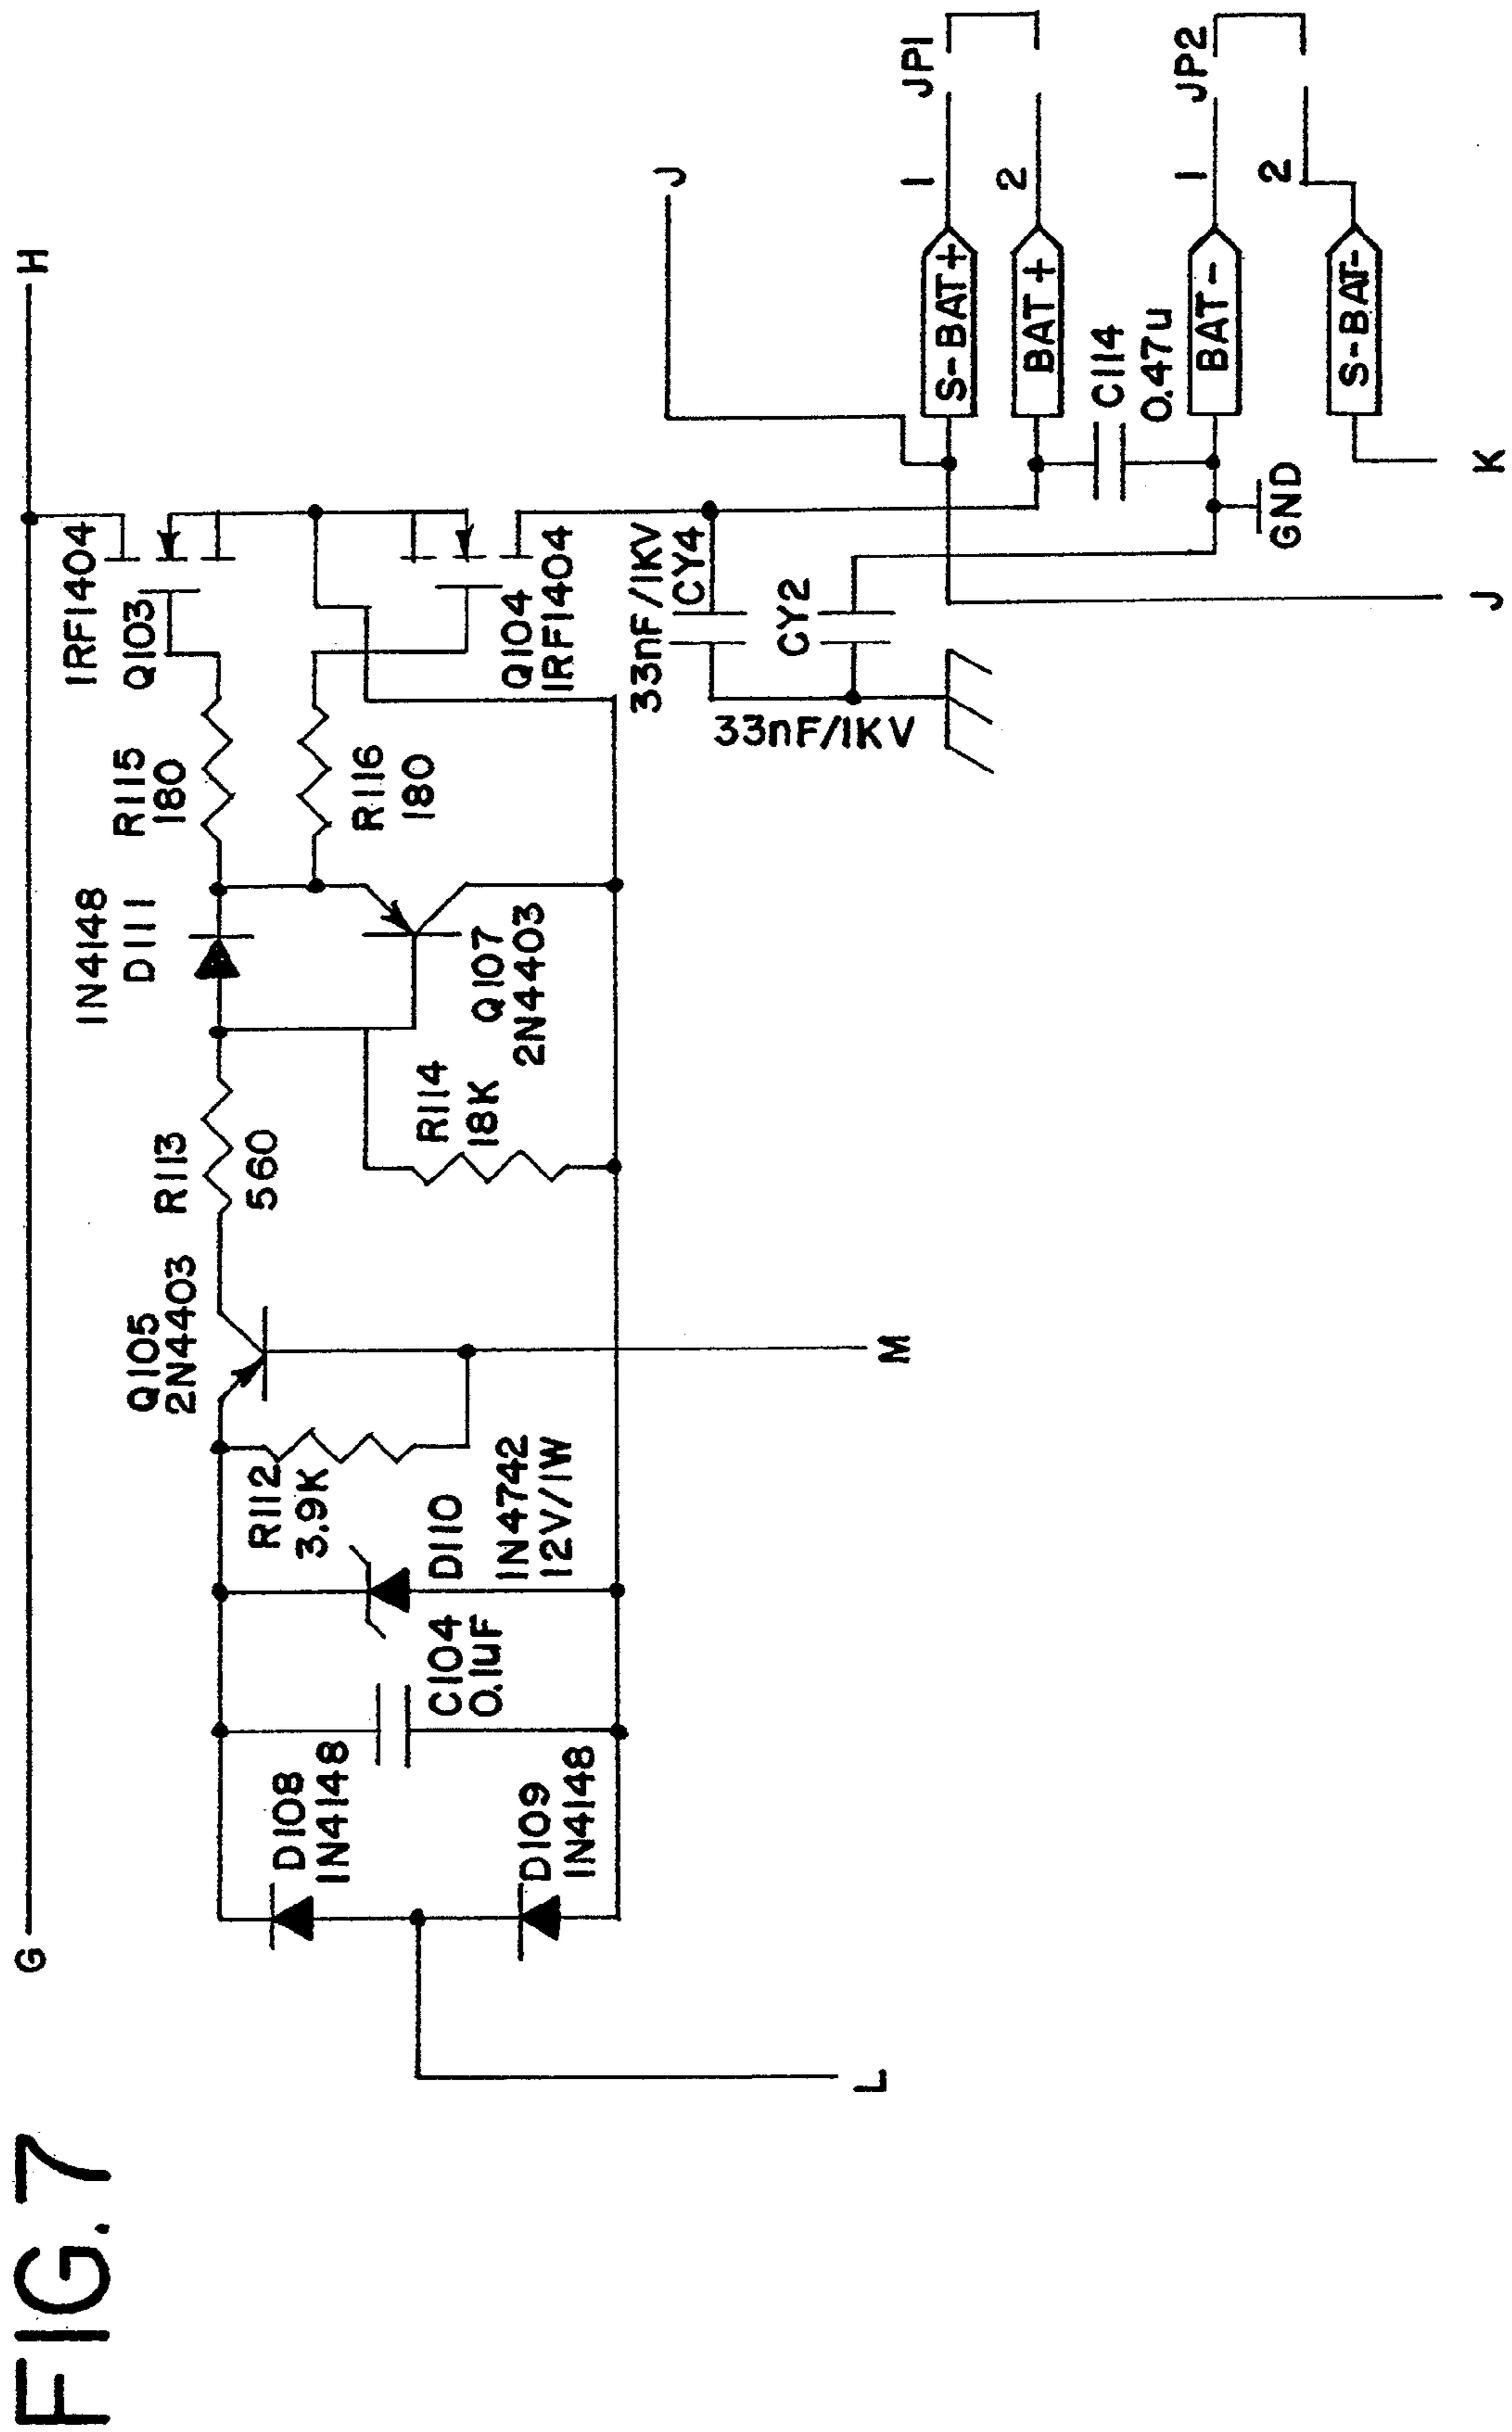 FIG. 7
G
H
IRF1404
Q103
R115
180
1N4148
D111
R116
180
Q104
IRF1404
Q107
2N4403
R114
18K
R113
560
Q105
2N4403
R112
3.9K
D110
1N4742
12V/1W
C104
0.1uF
D108
1N4148
D109
1N4148
L
M
33nF/1KV
CY4
CY2
33nF/1KV
J
S-BAT+
1
JP1
BAT+
2
C114
0.47u
BAT-
1
JP2
GND
S-BAT-
2
J
K